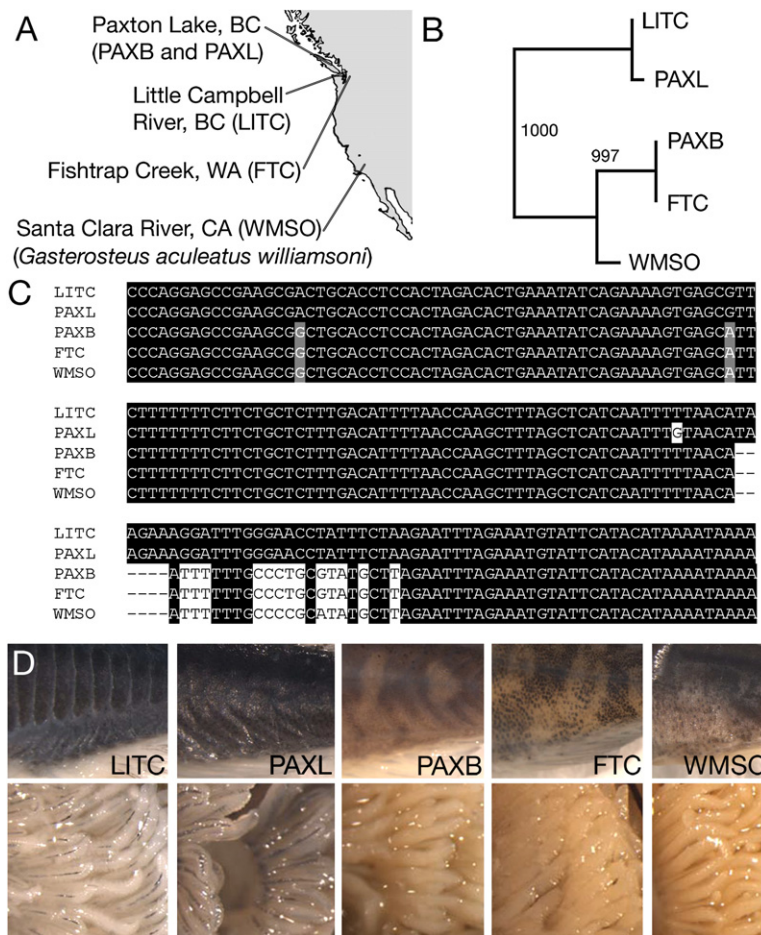 A
Paxton Lake, BC
(PAXB and PAXL)
Little Campbell
River, BC (LITC)
Fishtrap Creek, WA (FTC)
Santa Clara River, CA (WMSO)
(Gasterosteus aculeatus williamsoni)
B
LITC
PAXL
1000
997
PAXB
FTC
WMSO
C
LITC CCCAGGAGCCGAAGCGACTGCACCTCCACTAGACACTGAAATATCAGAAAAGTGAGCGTT
PAXL CCCAGGAGCCGAAGCGACTGCACCTCCACTAGACACTGAAATATCAGAAAAGTGAGCGTT
PAXB CCCAGGAGCCGAAGCGGCTGCACCTCCACTAGACACTGAAATATCAGAAAAGTGAGCATT
FTC CCCAGGAGCCGAAGCGGCTGCACCTCCACTAGACACTGAAATATCAGAAAAGTGAGCATT
WMSO CCCAGGAGCCGAAGCGGCTGCACCTCCACTAGACACTGAAATATCAGAAAAGTGAGCATT
LITC CTTTTTTTCTTCTGCTCTTTGACATTTTAACCAAGCTTTAGCTCATCAATTTTTAACATA
PAXL CTTTTTTTCTTCTGCTCTTTGACATTTTAACCAAGCTTTAGCTCATCAATTTGTAACATA
PAXB CTTTTTTTCTTCTGCTCTTTGACATTTTAACCAAGCTTTAGCTCATCAATTTTTAACA--
FTC CTTTTTTTCTTCTGCTCTTTGACATTTTAACCAAGCTTTAGCTCATCAATTTTTAACA--
WMSO CTTTTTTTCTTCTGCTCTTTGACATTTTAACCAAGCTTTAGCTCATCAATTTTTAACA--
LITC AGAAAGGATTTGGGAACCTATTTCTAAGAATTTAGAAATGTATTCATACATAAAATAAAA
PAXL AGAAAGGATTTGGGAACCTATTTCTAAGAATTTAGAAATGTATTCATACATAAAATAAAA
PAXB ----ATTTTTTGCCCTGCGTATGCTTAGAATTTAGAAATGTATTCATACATAAAATAAAA
FTC ----ATTTTTTGCCCTGCGTATGCTTAGAATTTAGAAATGTATTCATACATAAAATAAAA
WMSO ----ATTTTTTGCCCCGCATATGCTTAGAATTTAGAAATGTATTCATACATAAAATAAAA
D
LITC
PAXL
PAXB
FTC
WMSO